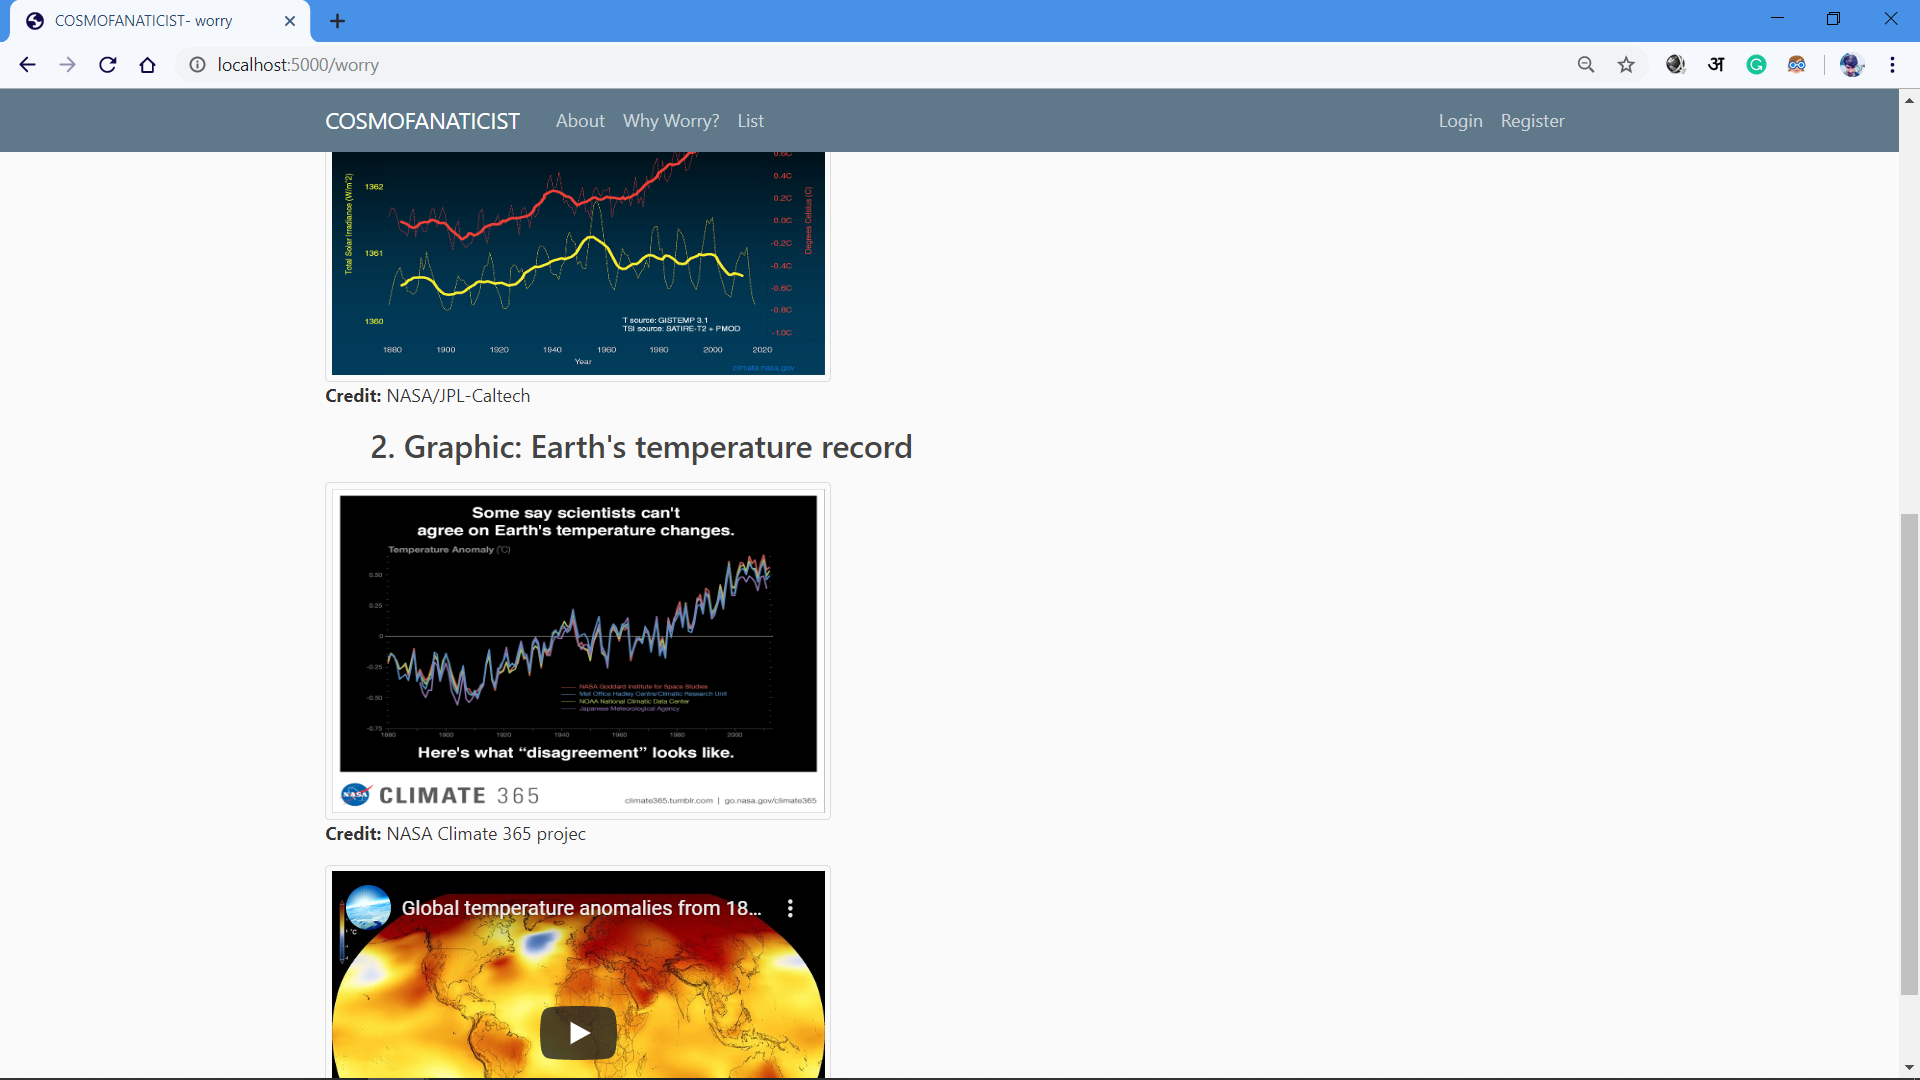 COSMOFANATICIST- worry
localhost:5000/worry
अ
G
COSMOFANATICIST
About
Why Worry?
List
Login
Register
Total Solar Irradiance (W/m^2)
1362
1361
1360
0.6C
0.4C
0.2C
0.0C
-0.2C
-0.4C
-0.6C
-0.8C
-1.0C
Degrees Celsius (C)
T source: GISTEMP 3.1
TSI source: SATIRE-T2 + PMOD
1880 1900 1920 1940 1960 1980 2000 2020
Year
climate.nasa.gov
Credit: NASA/JPL-Caltech
2. Graphic: Earth's temperature record
Some say scientists can't
agree on Earth's temperature changes.
Temperature Anomaly (°C)
0.50
0.25
0
-0.25
-0.50
-0.75
NASA Goddard Institute for Space Studies
Met Office Hadley Centre/Climatic Research Unit
NOAA National Climatic Data Center
Japanese Meteorological Agency
1880 1900 1920 1940 1960 1980 2000
Here's what “disagreement” looks like.
NASA CLIMATE 365
climate365.tumblr.com | go.nasa.gov/climate365
Credit: NASA Climate 365 projec
Global temperature anomalies from 18...
°C